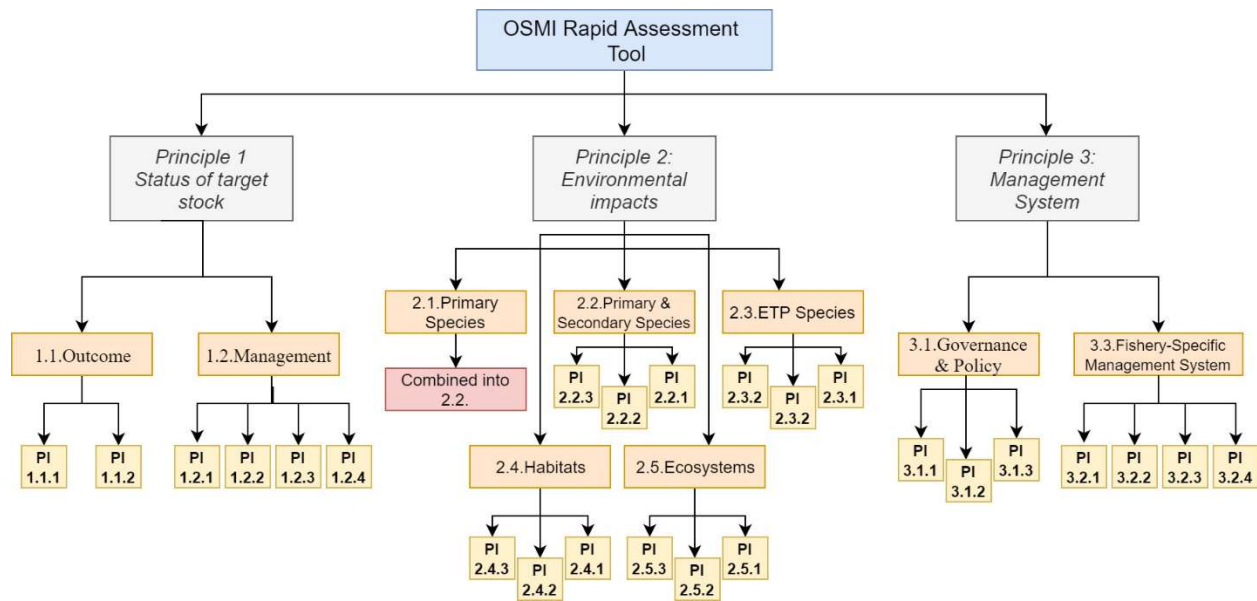 OSMI Rapid Assessment
Tool
Principle 1
Status of target
stock
Principle 2:
Environmental
impacts
Principle 3:
Management
System
1.1.Outcome
1.2.Management
2.1.Primary
Species
2.2.Primary &
Secondary Species
2.3.ETP Species
3.1.Governance
& Policy
3.3.Fishery-Specific
Management System
Combined into
2.2.
PI
1.1.1
PI
1.1.2
PI
1.2.1
PI
1.2.2
PI
1.2.3
PI
1.2.4
PI
2.2.3
PI
2.2.2
PI
2.2.1
PI
2.3.2
PI
2.3.2
PI
2.3.1
PI
3.1.1
PI
3.1.2
PI
3.1.3
PI
3.2.1
PI
3.2.2
PI
3.2.3
PI
3.2.4
2.4.Habitats
2.5.Ecosystems
PI
2.4.3
PI
2.4.2
PI
2.4.1
PI
2.5.3
PI
2.5.2
PI
2.5.1